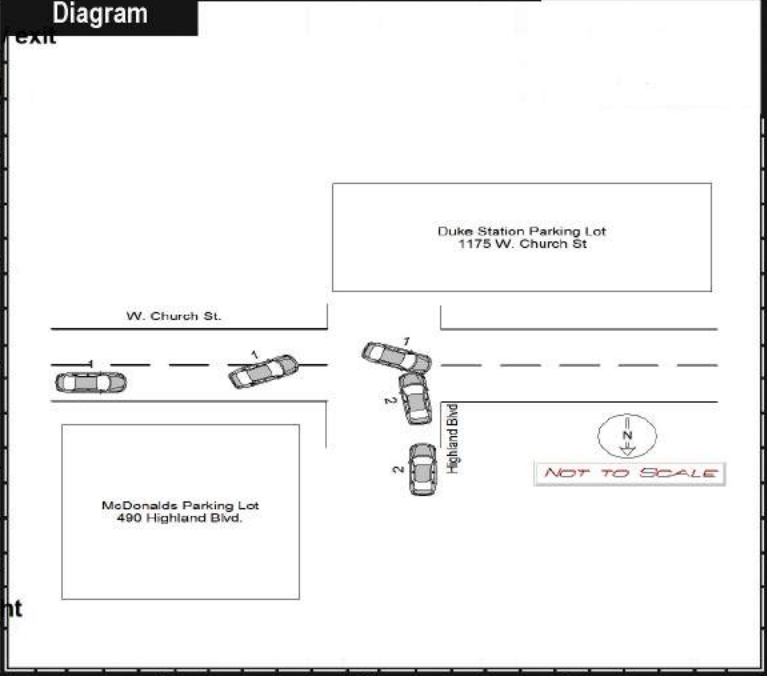 Diagram
/ exit
Duke Station Parking Lot
1175 W. Church St
W. Church St.
1
1
1
2
Highland Blvd
2
N
NOT TO SCALE
McDonalds Parking Lot
490 Highland Blvd.
nt